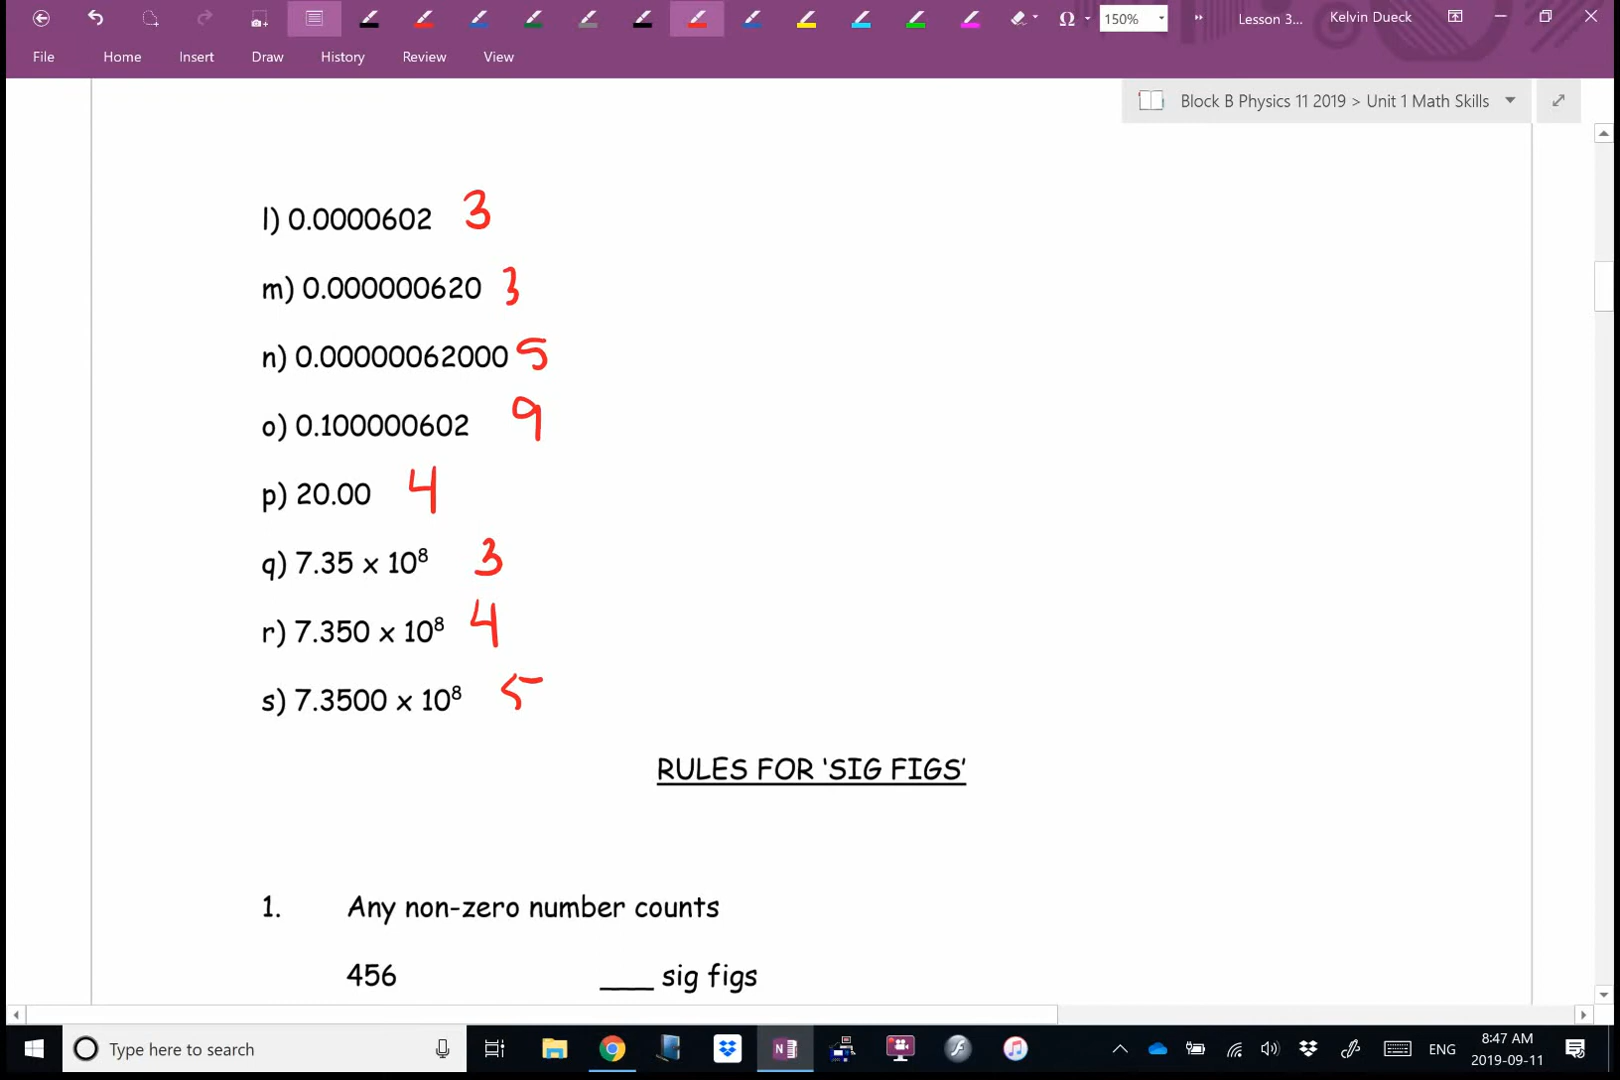 150%
Lesson 3...
Kelvin Dueck
File Home Insert Draw History Review View
Block B Physics 11 2019 > Unit 1 Math Skills
l) 0.0000602 3
m) 0.000000620 3
n) 0.00000062000 5
o) 0.100000602 9
p) 20.00 4
q) 7.35 x 10⁸ 3
r) 7.350 x 10⁸ 4
s) 7.3500 x 10⁸ 5
RULES FOR ‘SIG FIGS’
1. Any non-zero number counts
456 ___ sig figs
Type here to search
ENG
8:47 AM
2019-09-11